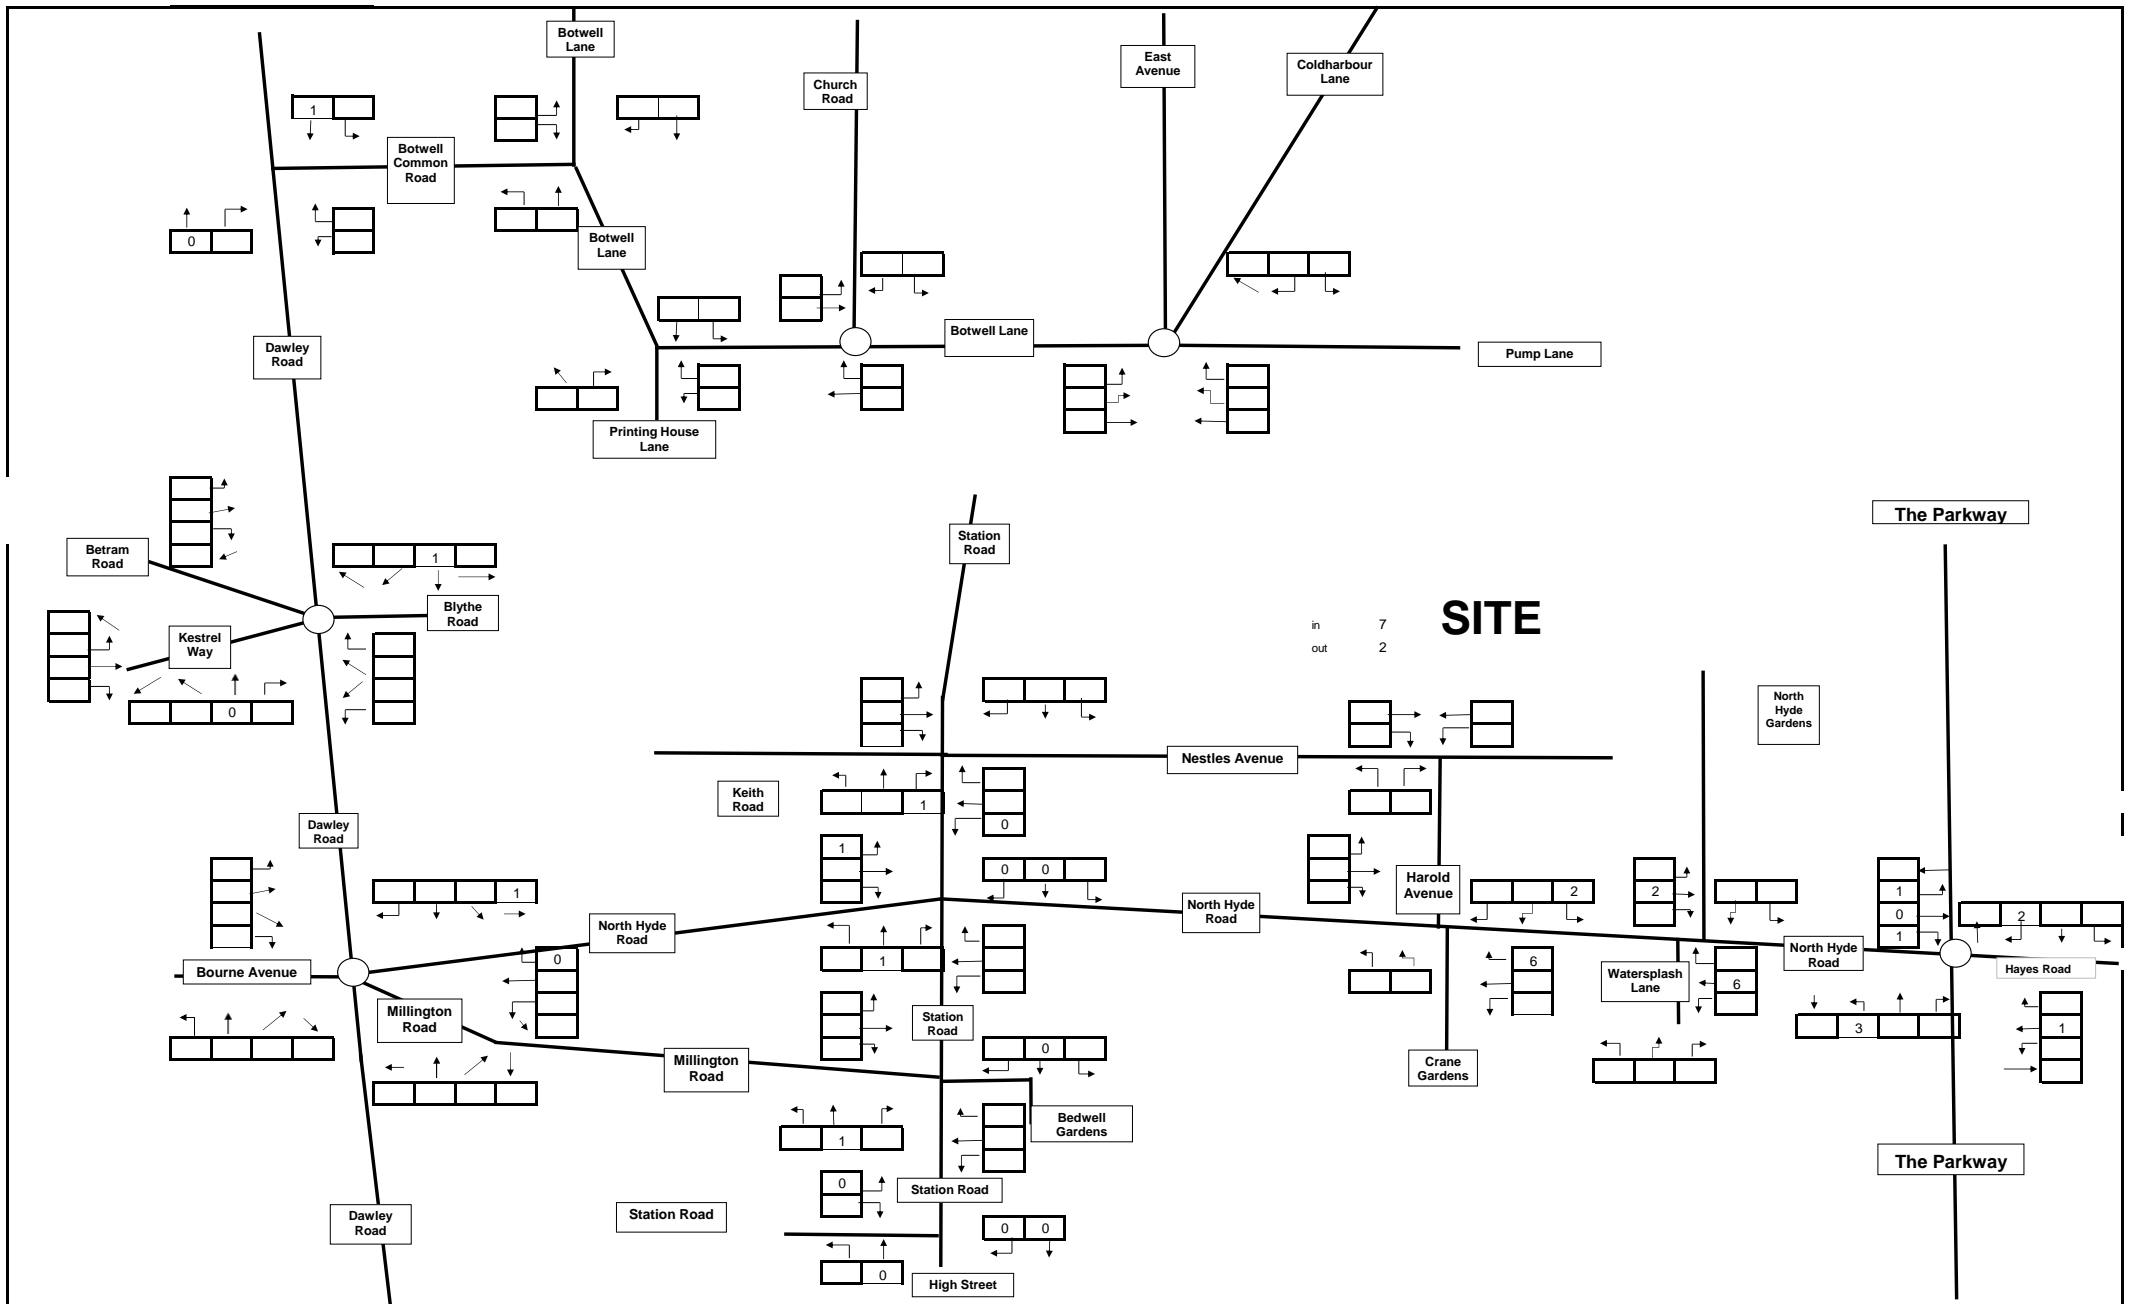 Botwell
Lane
East
Avenue
Coldharbour
Lane
Church
Road
1
Botwell
Common
Road
0
Botwell
Lane
Botwell Lane
Dawley
Road
Pump Lane
Printing House
Lane
The Parkway
Station
Road
Betram
Road
1
Blythe
Road
SITE
in 7
out 2
Kestrel
Way
0
North
Hyde
Gardens
Nestles Avenue
Keith
Road
1
0
Dawley
Road
1
0 0
Harold
Avenue
1
2
2
1
0
1
2
North Hyde
Road
North Hyde
Road
North Hyde
Road
0
1
6
Bourne Avenue
Watersplash
Lane
6
Hayes Road
Millington
Road
Station
Road
3
1
0
Millington
Road
Crane
Gardens
1
Bedwell
Gardens
The Parkway
0
Station Road
Dawley
Road
Station Road
0 0
0
High Street